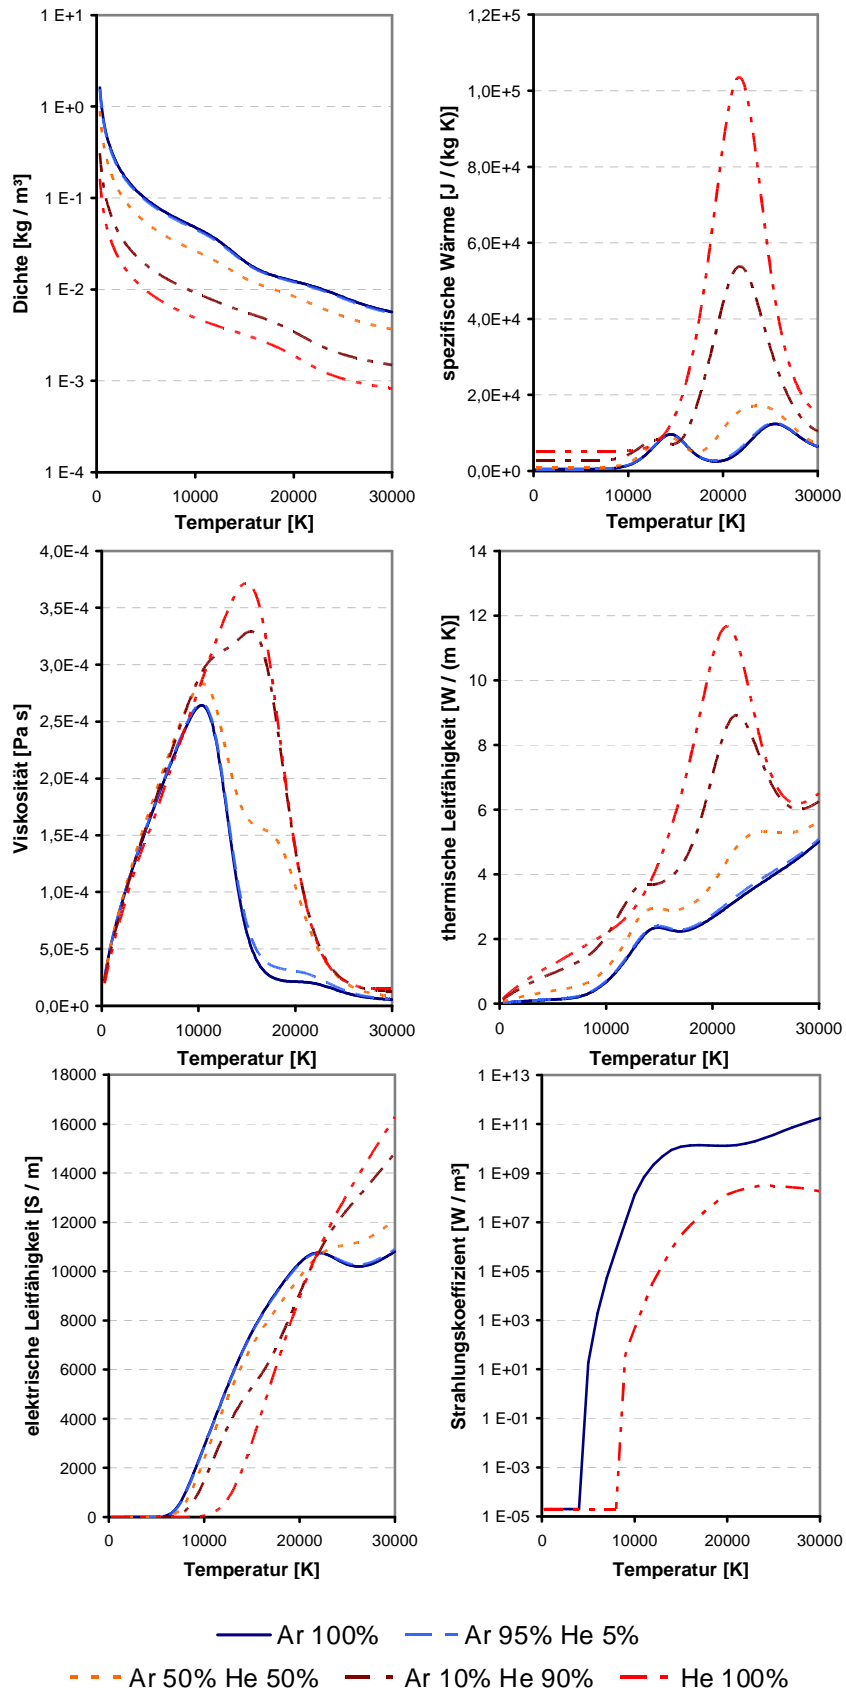 Dichte [kg / m³]
1 E+1
1 E+0
1 E-1
1 E-2
1 E-3
1 E-4
0 10000 20000 30000
Temperatur [K]
spezifische Wärme [J / (kg K)]
1,2E+5
1,0E+5
8,0E+4
6,0E+4
4,0E+4
2,0E+4
0,0E+0
0 10000 20000 30000
Temperatur [K]
Viskosität [Pa s]
4,0E-4
3,5E-4
3,0E-4
2,5E-4
2,0E-4
1,5E-4
1,0E-4
5,0E-5
0,0E+0
0 10000 20000 30000
Temperatur [K]
thermische Leitfähigkeit [W / (m K)]
14
12
10
8
6
4
2
0
0 10000 20000 30000
Temperatur [K]
elektrische Leitfähigkeit [S / m]
18000
16000
14000
12000
10000
8000
6000
4000
2000
0
0 10000 20000 30000
Temperatur [K]
Strahlungskoeffizient [W / m³]
1 E+13
1 E+11
1 E+09
1 E+07
1 E+05
1 E+03
1 E+01
1 E-01
1 E-03
1 E-05
0 10000 20000 30000
Temperatur [K]
Ar 100% Ar 95% He 5%
Ar 50% He 50% Ar 10% He 90% He 100%